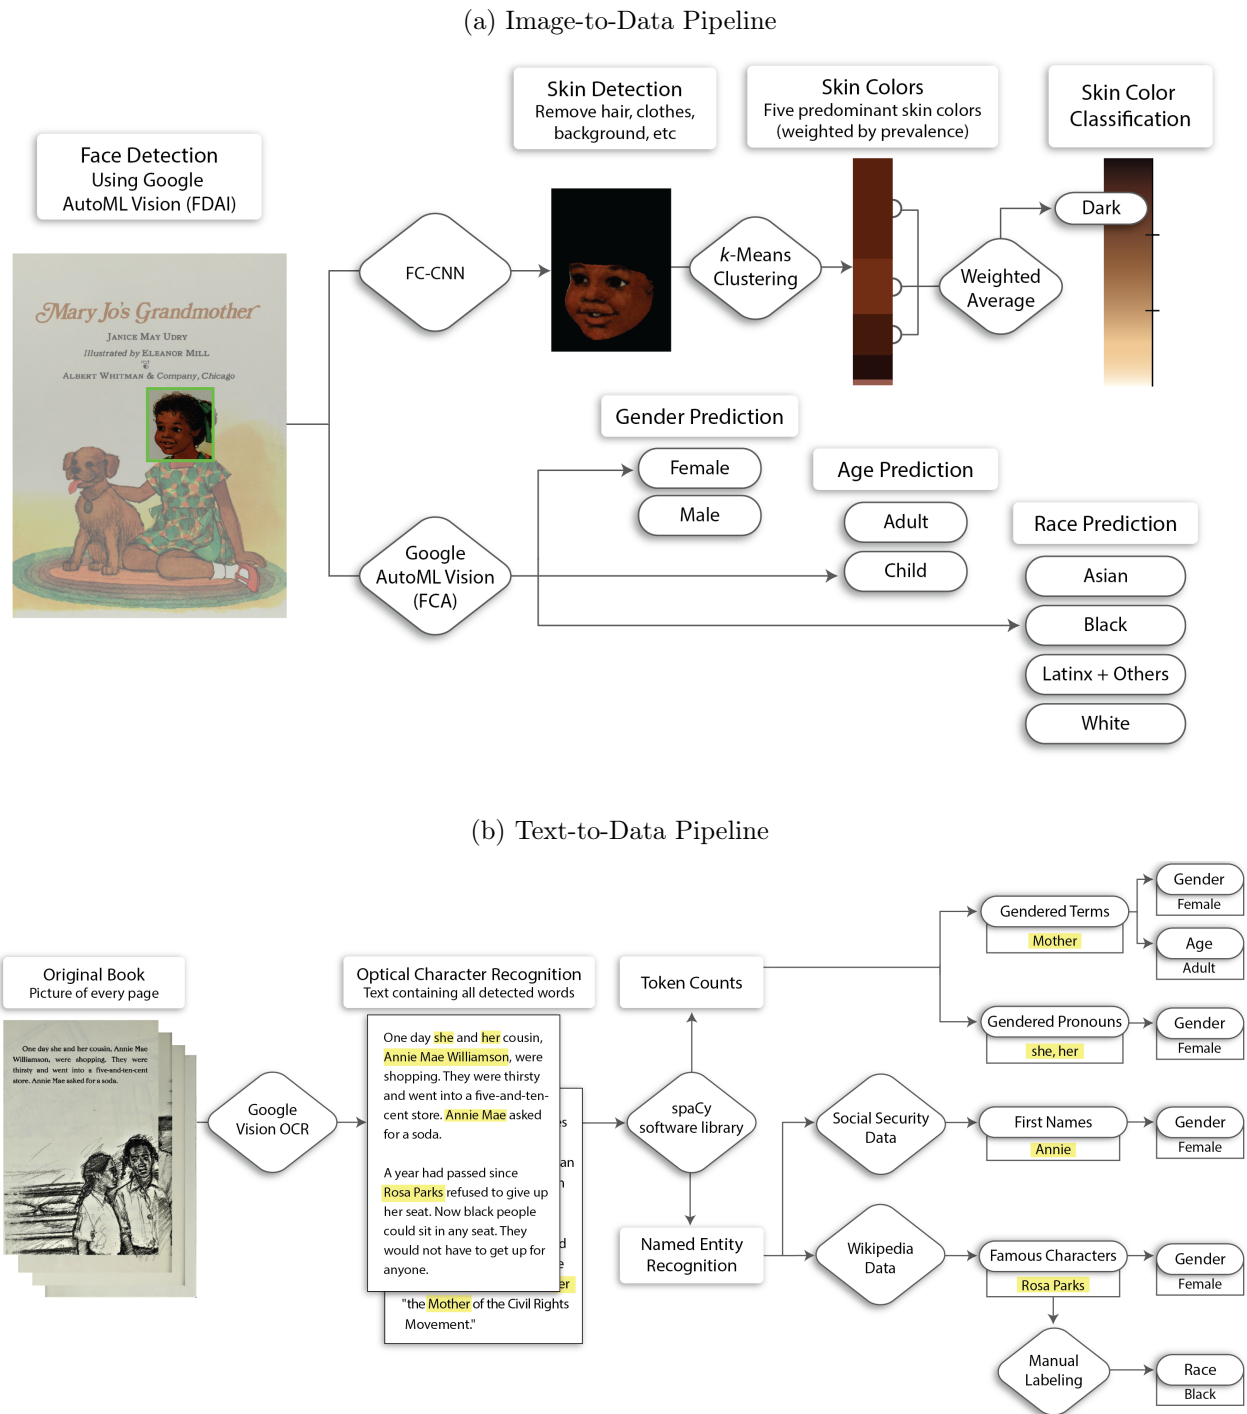 (a) Image-to-Data Pipeline
Face Detection
Using Google
AutoML Vision (FDAI)
Skin Detection
Remove hair, clothes,
background, etc
Skin Colors
Five predominant skin colors
(weighted by prevalence)
Skin Color
Classification
Mary Jo's Grandmother
JANICE MAY UDRY
Illustrated by ELEANOR MILL
ALBERT WHITMAN & Company, Chicago
FC-CNN
k-Means
Clustering
Weighted
Average
Dark
Google
AutoML Vision
(FCA)
Gender Prediction
Female
Male
Age Prediction
Adult
Child
Race Prediction
Asian
Black
Latinx + Others
White
(b) Text-to-Data Pipeline
Original Book
Picture of every page
One day she and her cousin, Annie Mae
Williamson, were shopping. They were
thirsty and went into a five-and-ten-cent
store. Annie Mae asked for a soda.
Google
Vision OCR
Optical Character Recognition
Text containing all detected words
One day she and her cousin,
Annie Mae Williamson, were
shopping. They were thirsty
and went into a five-and-ten-
cent store. Annie Mae asked
for a soda.
A year had passed since
Rosa Parks refused to give up
her seat. Now black people
could sit in any seat. They
would not have to get up for
anyone.
es
an
n
d
e
er
"the Mother of the Civil Rights
Movement."
spaCy
software library
Token Counts
Named Entity
Recognition
Gendered Terms
Mother
Gender
Female
Age
Adult
Gendered Pronouns
she, her
Gender
Female
Social Security
Data
First Names
Annie
Gender
Female
Wikipedia
Data
Famous Characters
Rosa Parks
Gender
Female
Manual
Labeling
Race
Black